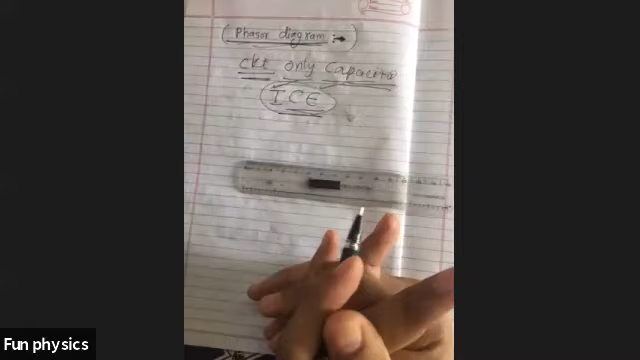 (Phasor diagram :→)
ckt only Capacitor
ICE
Fun physics